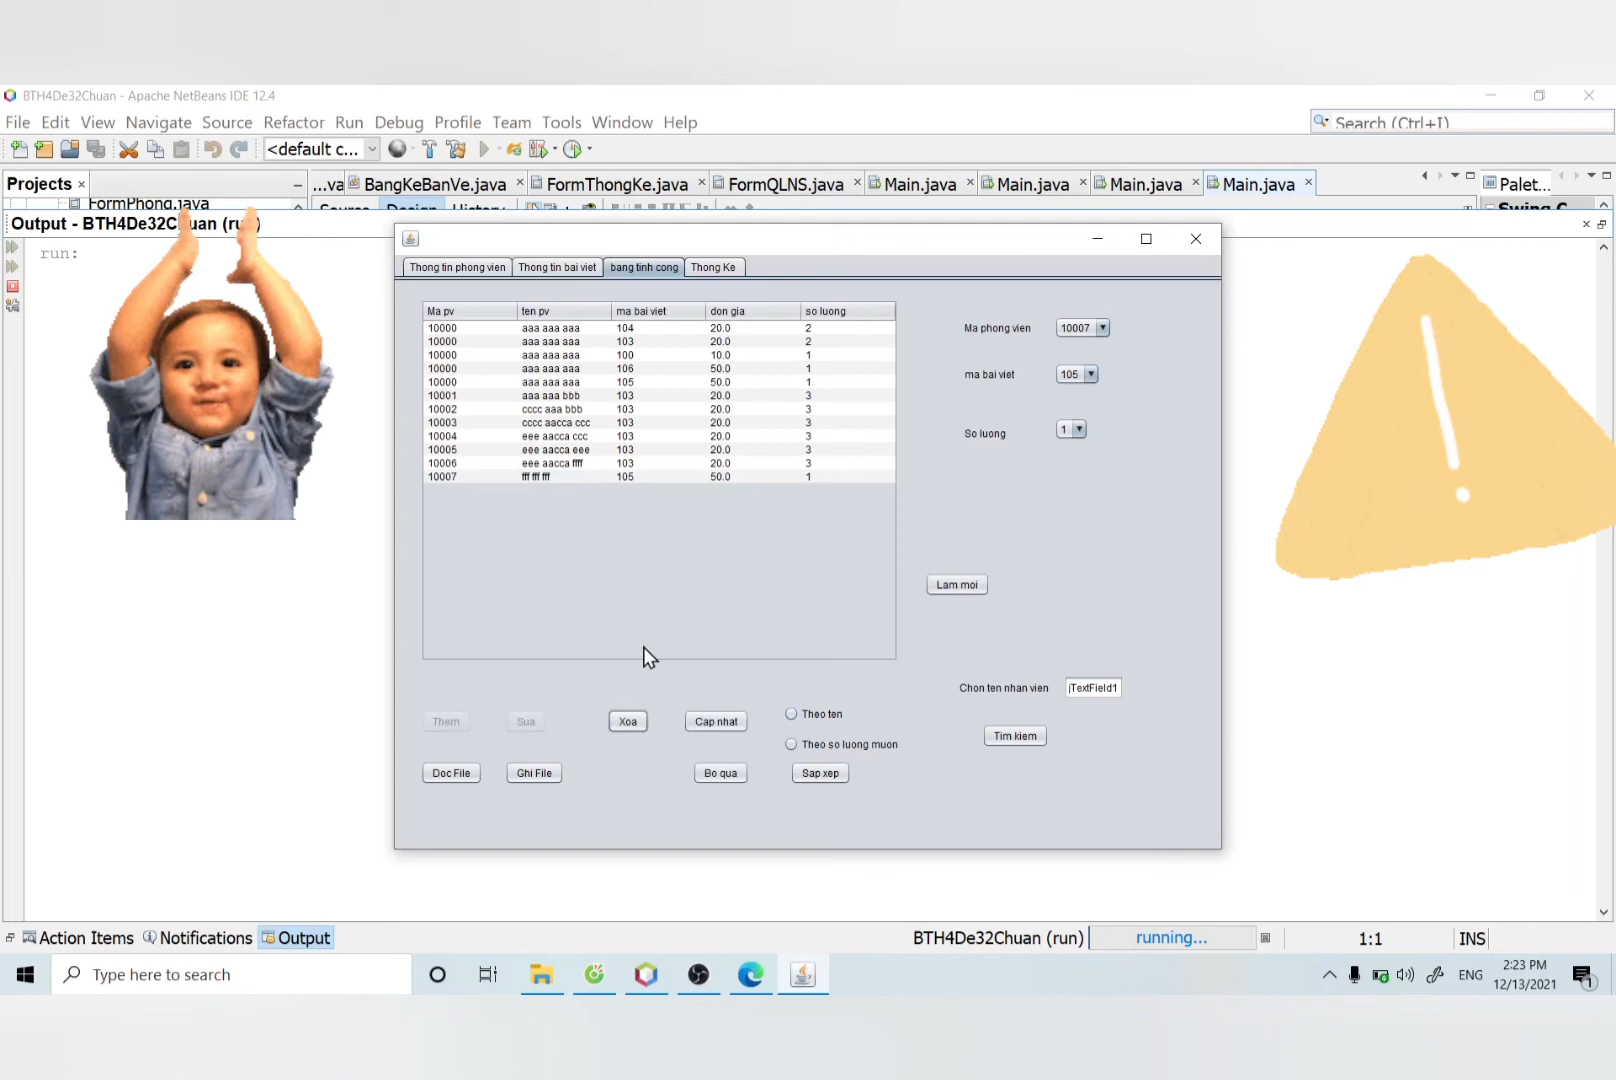 BTH4De32Chuan - Apache NetBeans IDE 12.4
File Edit View Navigate Source Refactor Run Debug Profile Team Tools Window Help
Search (Ctrl+I)
<default c...
Projects
...va BangKeBanVe.java FormThongKe.java FormQLNS.java Main.java Main.java Main.java Main.java
Palet...
FormPhong.java
Source Design History
Swing C
Output - BTH4De32Chuan (run)
run:
Thong tin phong vien Thong tin bai viet bang tinh cong Thong Ke
Ma pv ten pv ma bai viet don gia so luong
10000 aaa aaa aaa 104 20.0 2
10000 aaa aaa aaa 103 20.0 2
10000 aaa aaa aaa 100 10.0 1
10000 aaa aaa aaa 106 50.0 1
10000 aaa aaa aaa 105 50.0 1
10001 aaa aaa bbb 103 20.0 3
10002 cccc aaa bbb 103 20.0 3
10003 cccc aacca ccc 103 20.0 3
10004 eee aacca ccc 103 20.0 3
10005 eee aacca eee 103 20.0 3
10006 eee aacca ffff 103 20.0 3
10007 fff fff fff 105 50.0 1
Ma phong vien 10007
ma bai viet 105
So luong 1
Lam moi
Chon ten nhan vien jTextField1
Tim kiem
Them Sua Xoa Cap nhat
Theo ten
Theo so luong muon
Doc File Ghi File Bo qua Sap xep
Action Items Notifications Output
BTH4De32Chuan (run) running... 1:1 INS
Type here to search
ENG
2:23 PM
12/13/2021
1